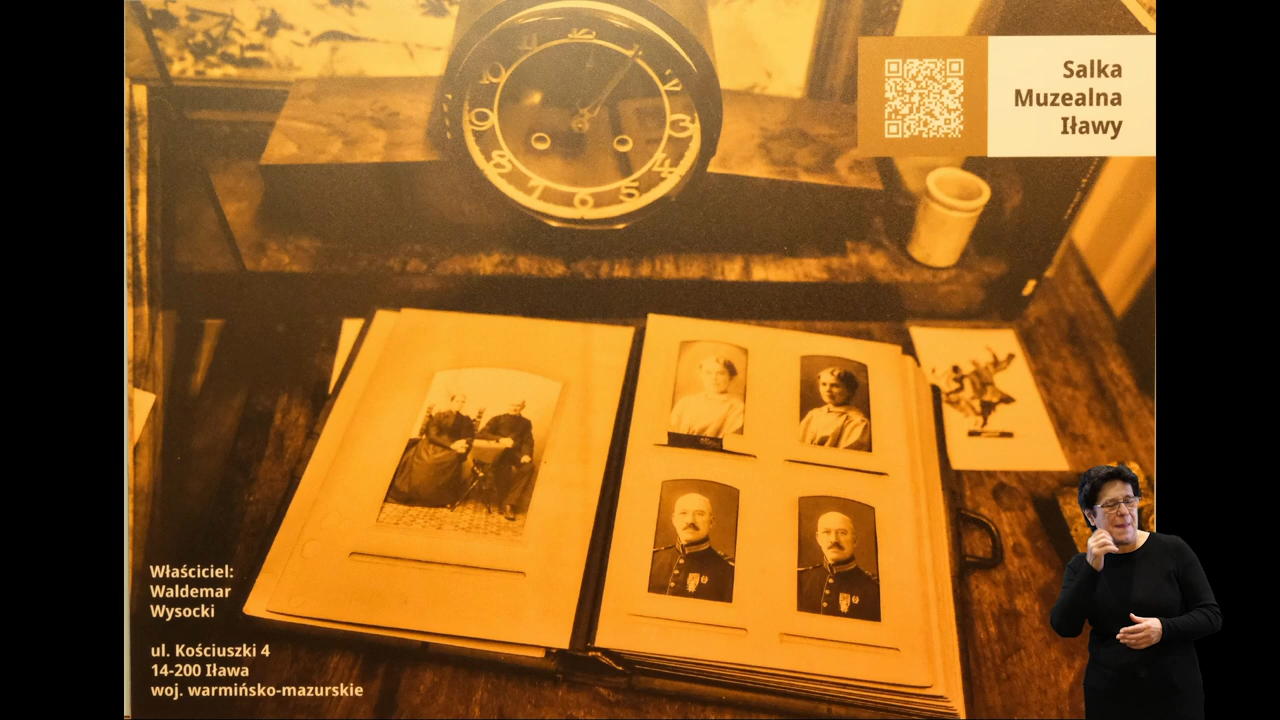 Salka
Muzealna
Iławy
Właściciel:
Waldemar
Wysocki
ul. Kościuszki 4
14-200 Iława
woj. warmińsko-mazurskie